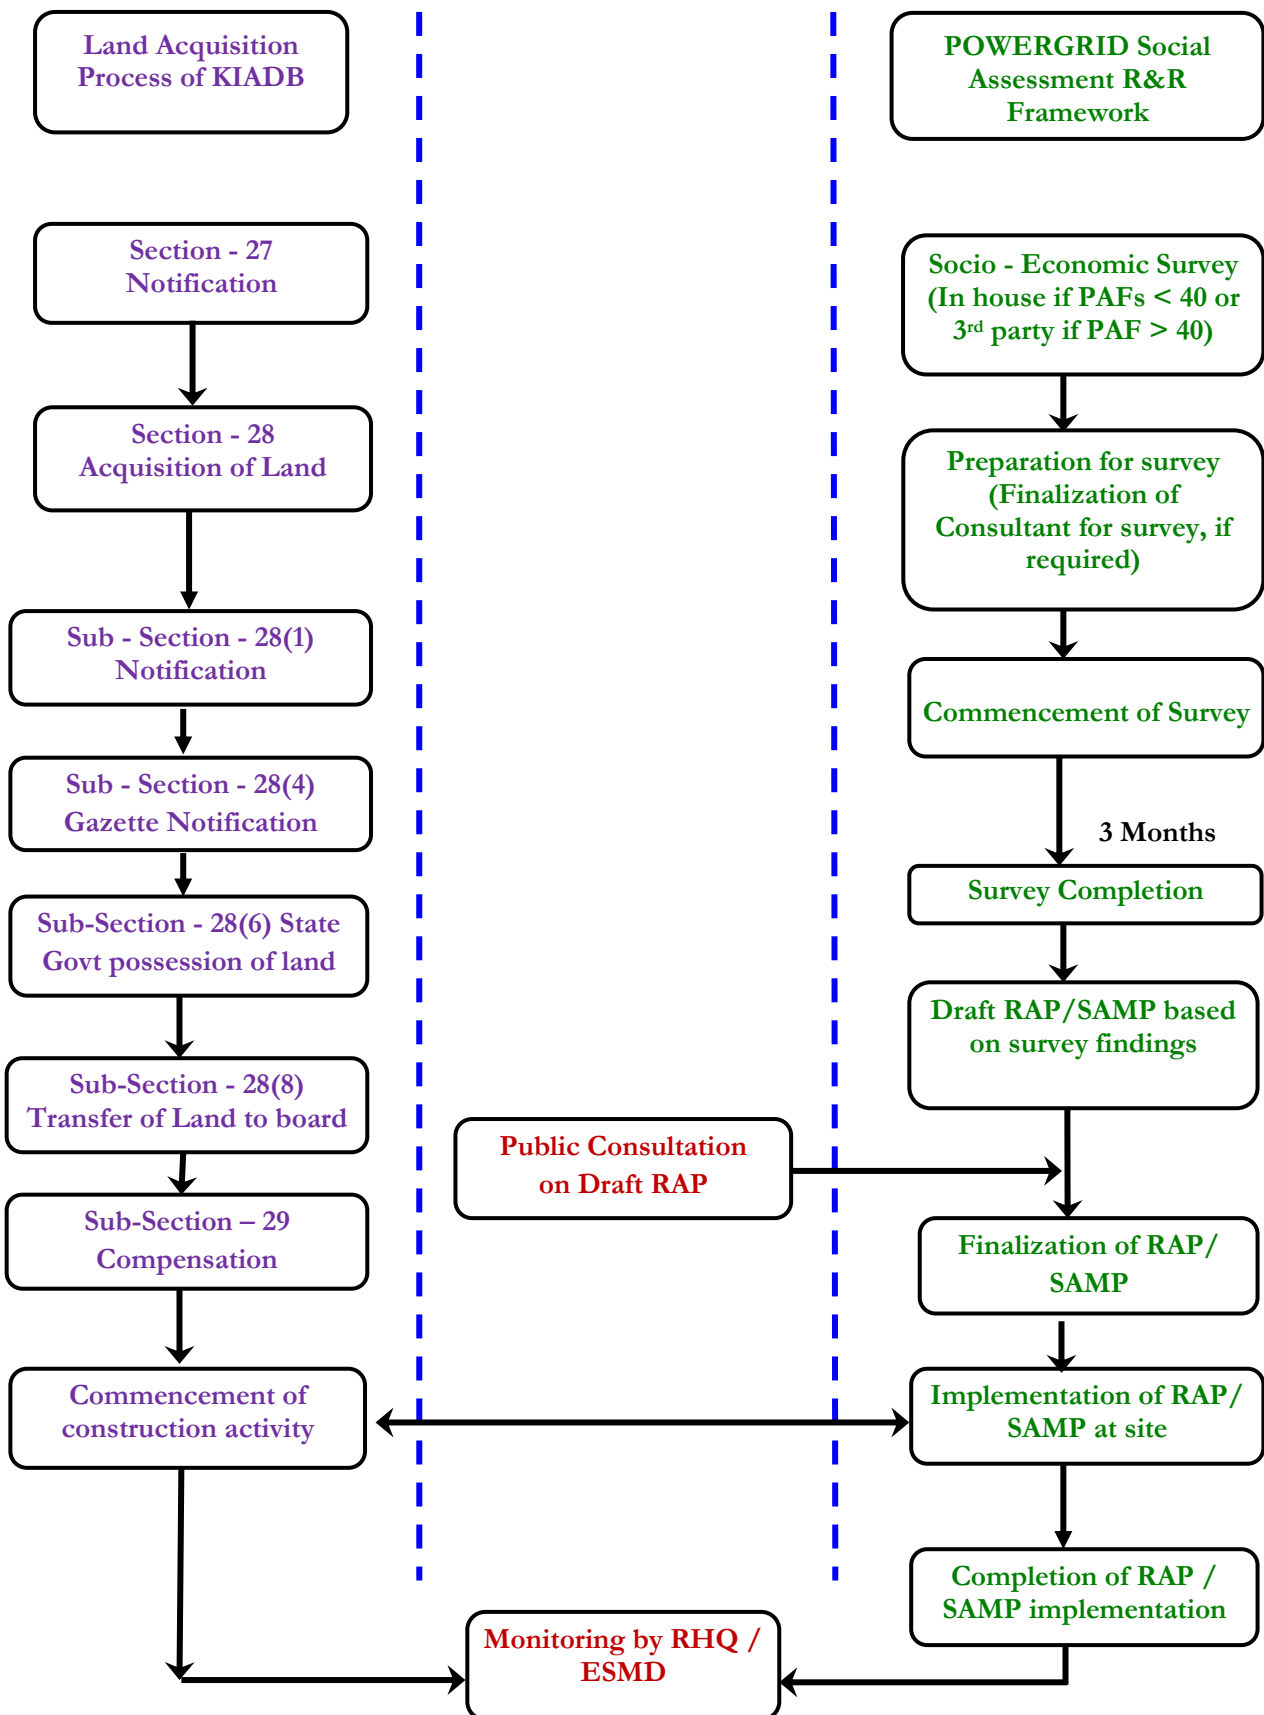 Land Acquisition
Process of KIADB
POWERGRID Social
Assessment R&R
Framework
Section - 27
Notification
Section - 28
Acquisition of Land
Sub - Section - 28(1)
Notification
Sub - Section - 28(4)
Gazette Notification
Sub-Section - 28(6) State
Govt possession of land
Sub-Section - 28(8)
Transfer of Land to board
Sub-Section – 29
Compensation
Commencement of
construction activity
Public Consultation
on Draft RAP
Monitoring by RHQ /
ESMD
Socio - Economic Survey
(In house if PAFs < 40 or
3rd party if PAF > 40)
Preparation for survey
(Finalization of
Consultant for survey, if
required)
Commencement of Survey
3 Months
Survey Completion
Draft RAP/SAMP based
on survey findings
Finalization of RAP/
SAMP
Implementation of RAP/
SAMP at site
Completion of RAP /
SAMP implementation